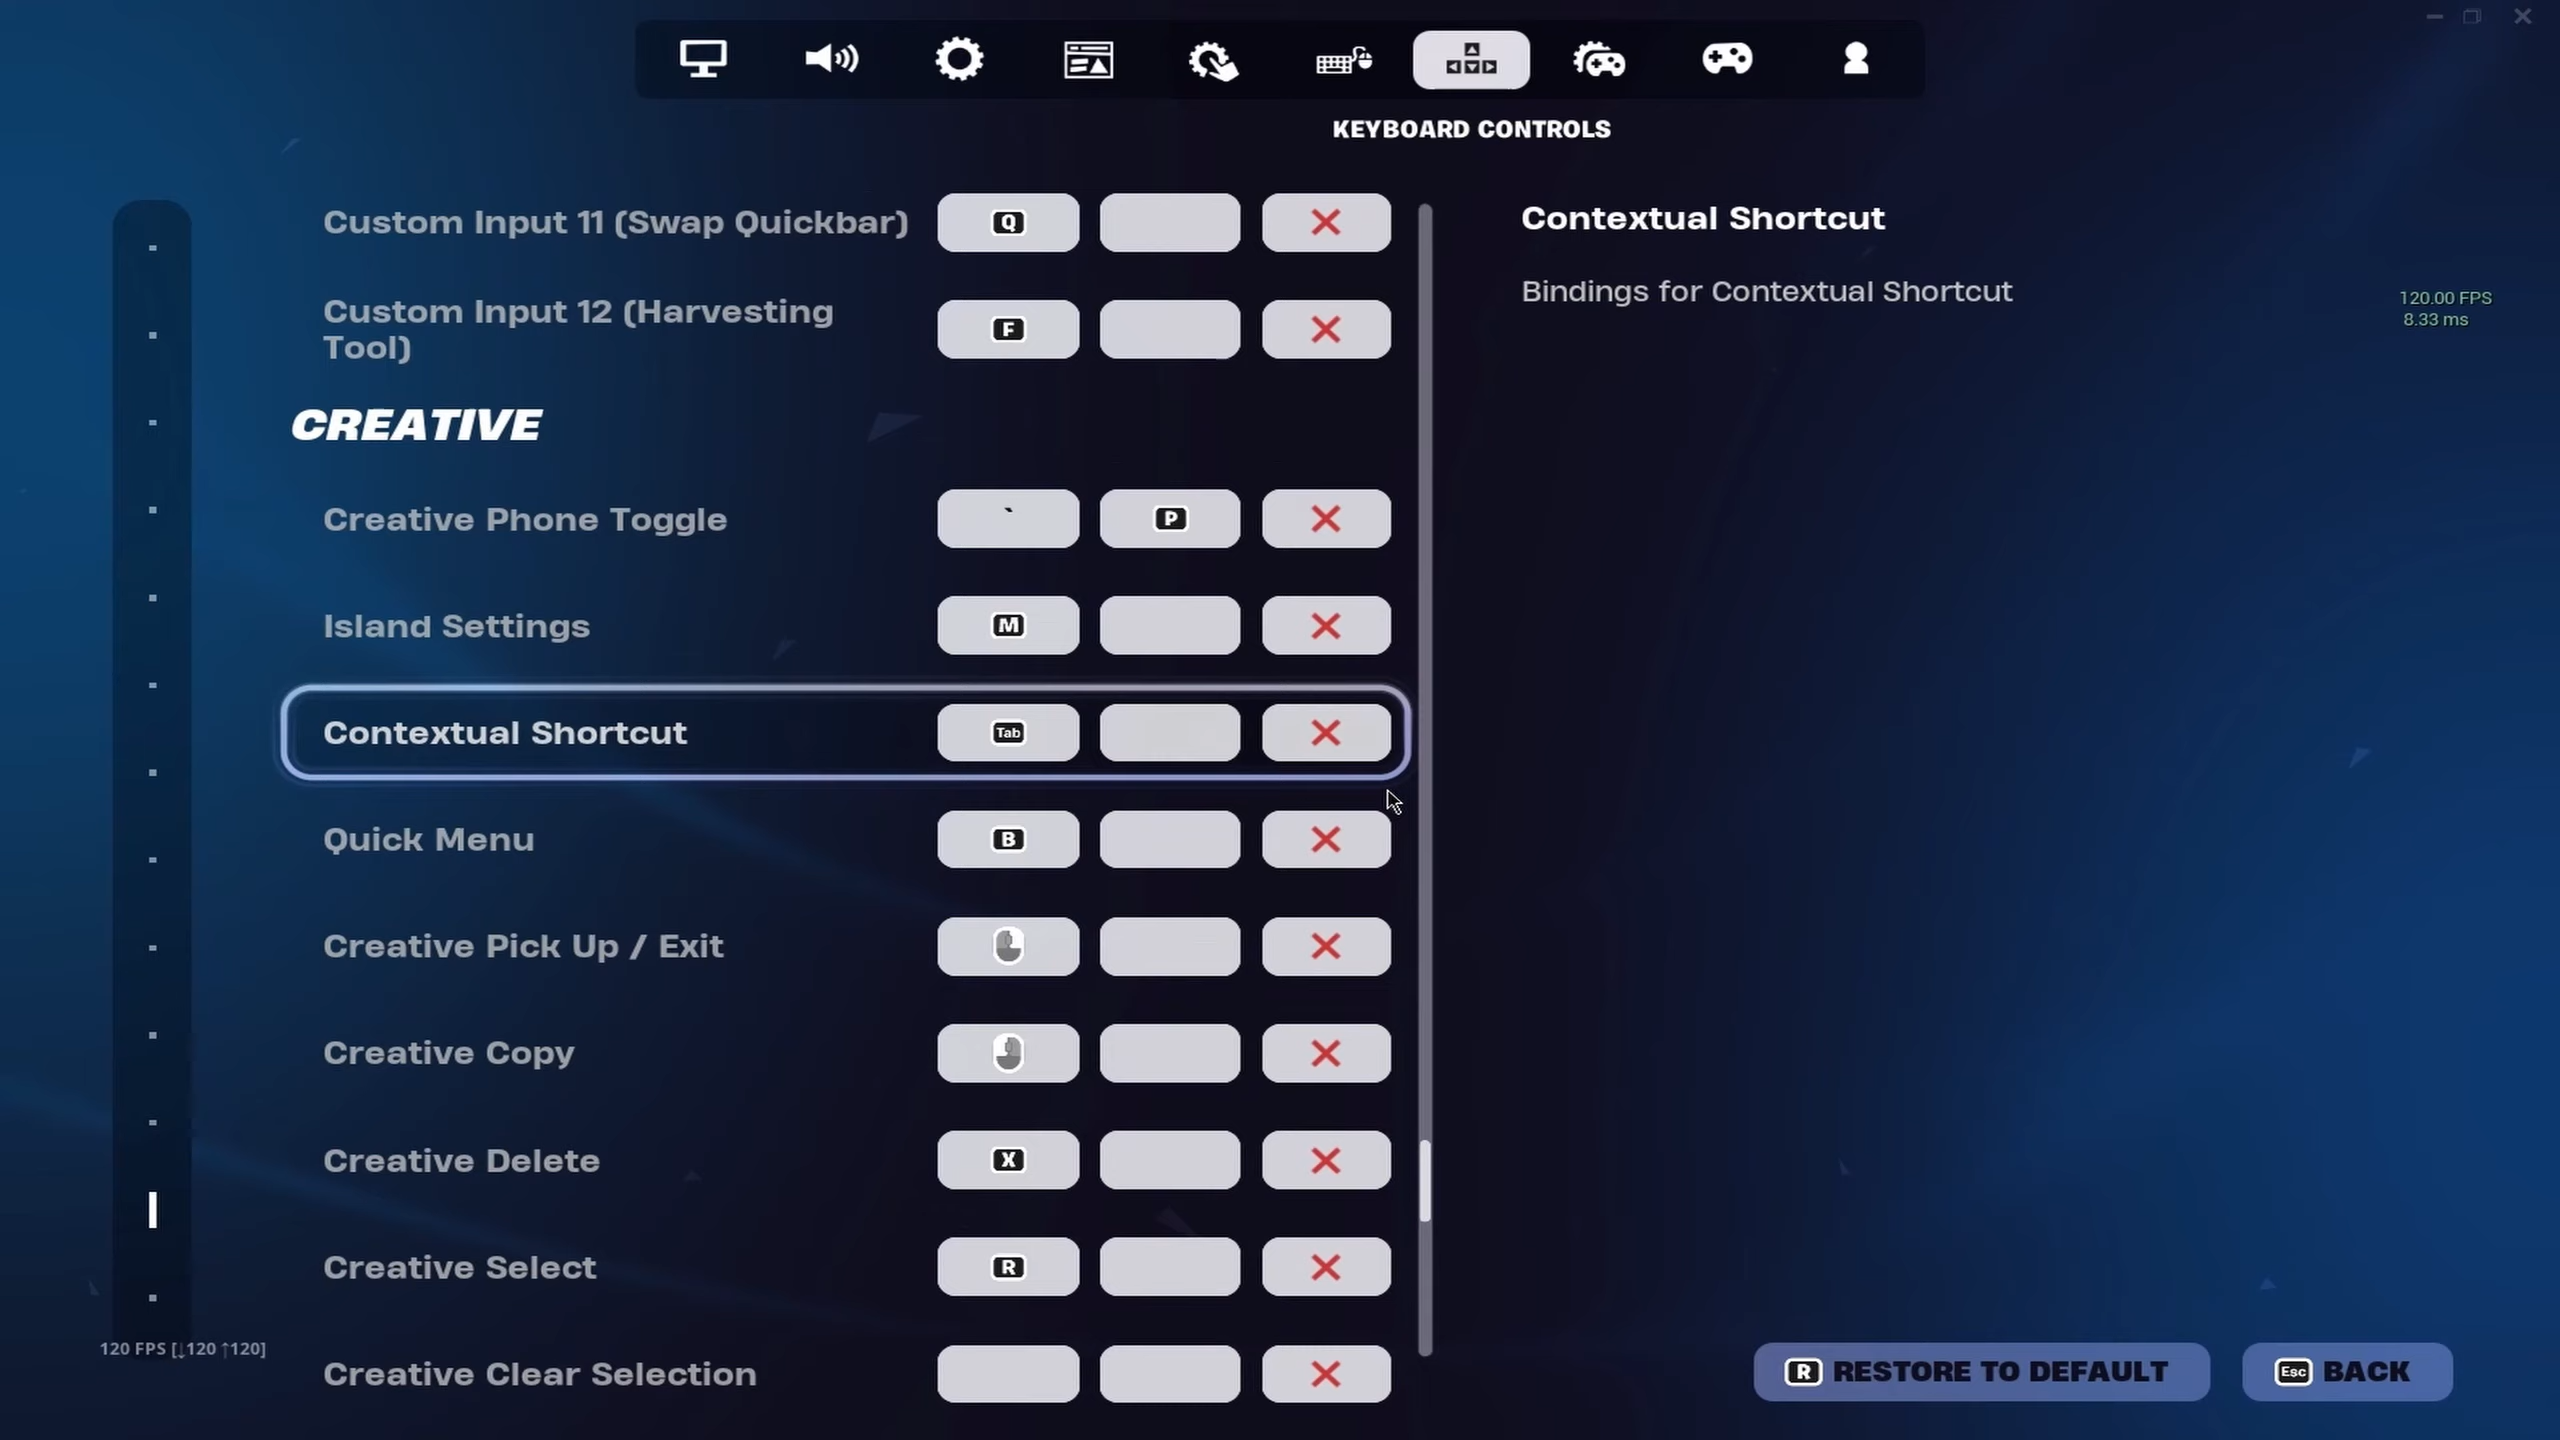 KEYBOARD CONTROLS
Custom Input 11 (Swap Quickbar)
Q
Custom Input 12 (Harvesting
Tool)
F
CREATIVE
Creative Phone Toggle
`
P
Island Settings
M
Contextual Shortcut
Tab
Quick Menu
B
Creative Pick Up / Exit
Creative Copy
Creative Delete
X
Creative Select
R
Creative Clear Selection
Contextual Shortcut
Bindings for Contextual Shortcut
120.00 FPS
8.33 ms
120 FPS [↓120 ↑120]
R RESTORE TO DEFAULT
Esc BACK